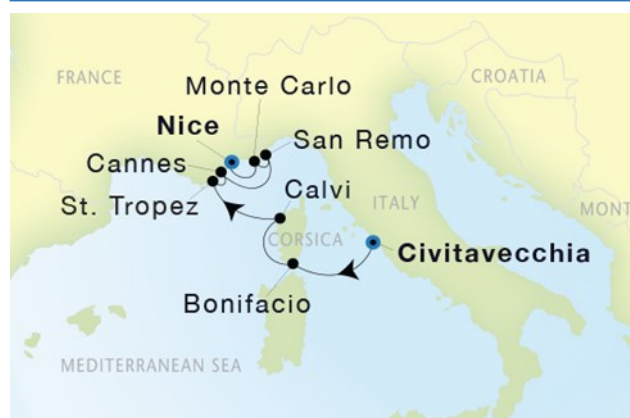 FRANCE
CROATIA
Monte Carlo
Nice
San Remo
Cannes
St. Tropez
Calvi
ITALY
MONT
CORSICA
Civitavecchia
Bonifacio
MEDITERRANEAN SEA